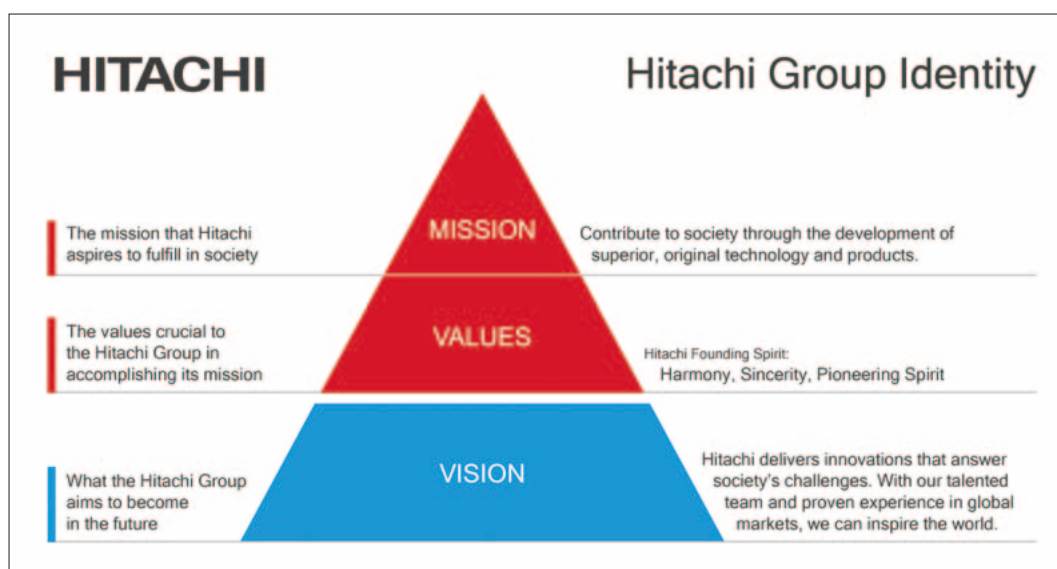 HITACHI
Hitachi Group Identity
The mission that Hitachi
aspires to fulfill in society
MISSION
Contribute to society through the development of
superior, original technology and products.
The values crucial to
the Hitachi Group in
accomplishing its mission
VALUES
Hitachi Founding Spirit:
Harmony, Sincerity, Pioneering Spirit
What the Hitachi Group
aims to become
in the future
VISION
Hitachi delivers innovations that answer
society's challenges. With our talented
team and proven experience in global
markets, we can inspire the world.